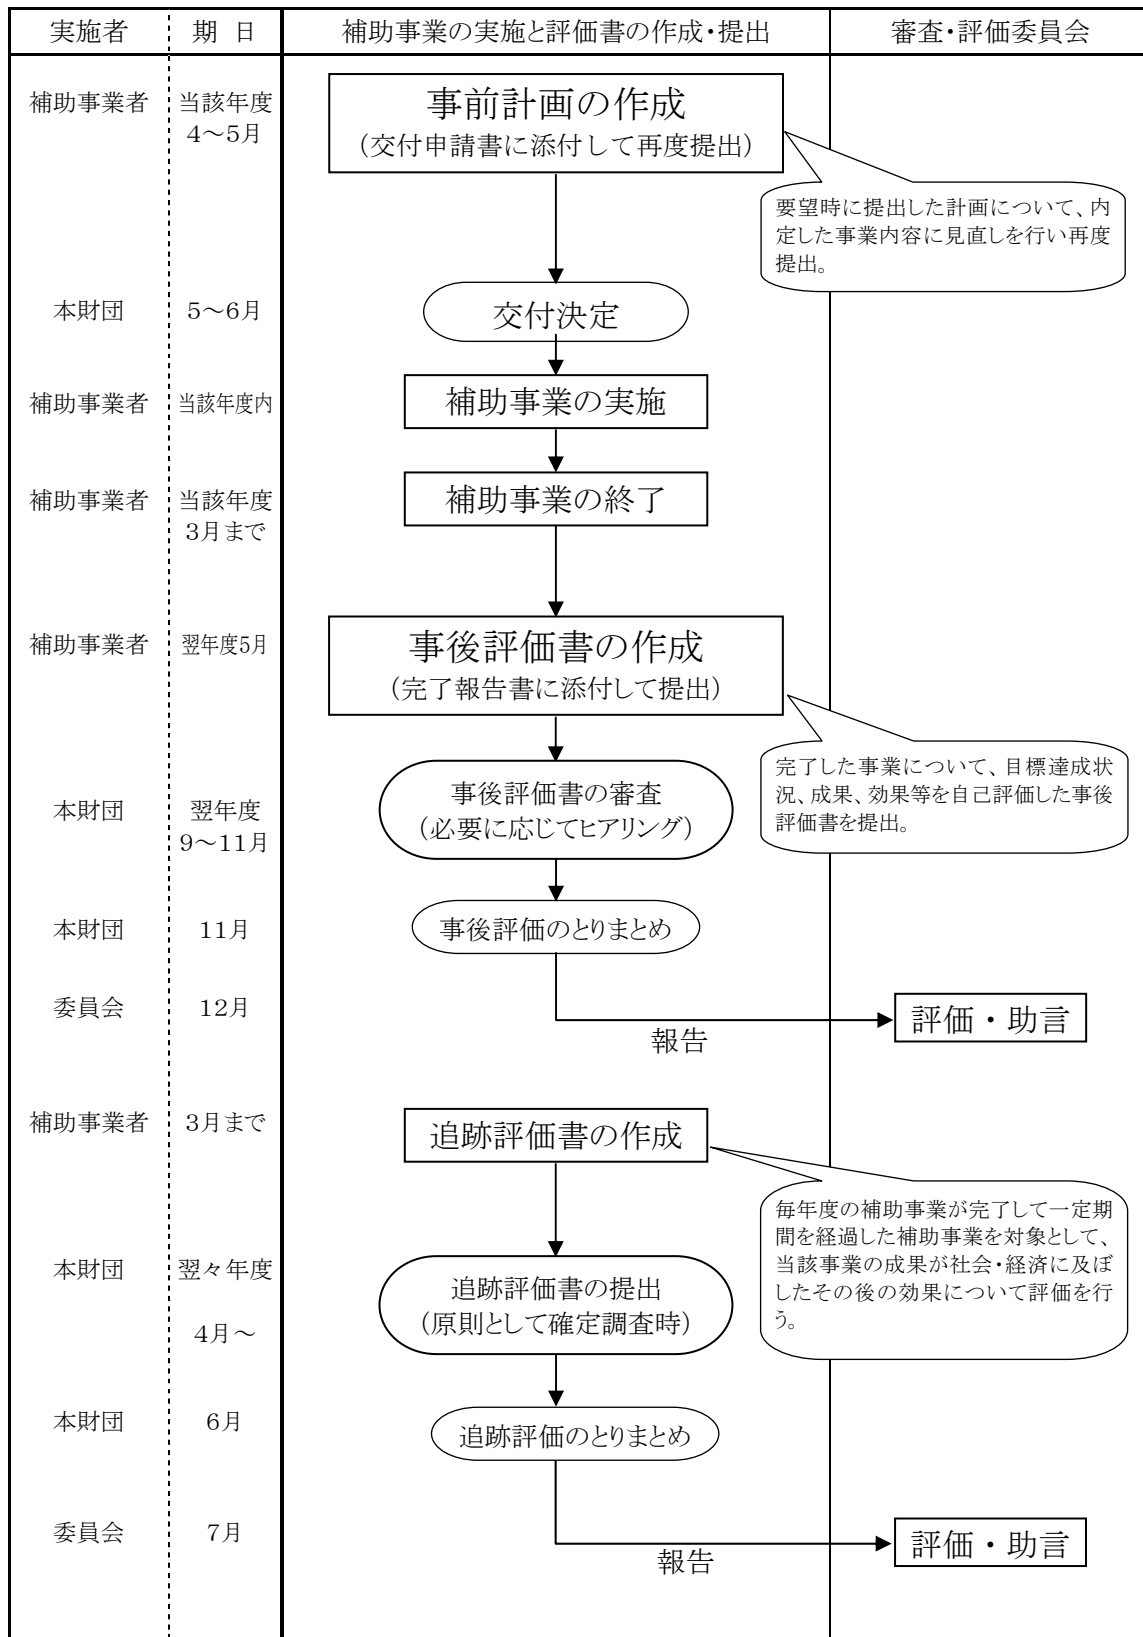 実施者
期 日
補助事業の実施と評価書の作成・提出
審査・評価委員会
補助事業者
当該年度
4～5月
事前計画の作成
（交付申請書に添付して再度提出）
要望時に提出した計画について、内
定した事業内容に見直しを行い再度
提出。
本財団
5～6月
交付決定
補助事業者
当該年度内
補助事業の実施
補助事業者
当該年度
3月まで
補助事業の終了
補助事業者
翌年度5月
事後評価書の作成
（完了報告書に添付して提出）
完了した事業について、目標達成状
況、成果、効果等を自己評価した事後
評価書を提出。
本財団
翌年度
9～11月
事後評価書の審査
（必要に応じてヒアリング）
本財団
11月
事後評価のとりまとめ
委員会
12月
報告
評価・助言
補助事業者
3月まで
追跡評価書の作成
毎年度の補助事業が完了して一定期
間を経過した補助事業を対象として、
当該事業の成果が社会・経済に及ぼ
したその後の効果について評価を行
う。
本財団
翌々年度
4月～
追跡評価書の提出
（原則として確定調査時）
本財団
6月
追跡評価のとりまとめ
委員会
7月
報告
評価・助言